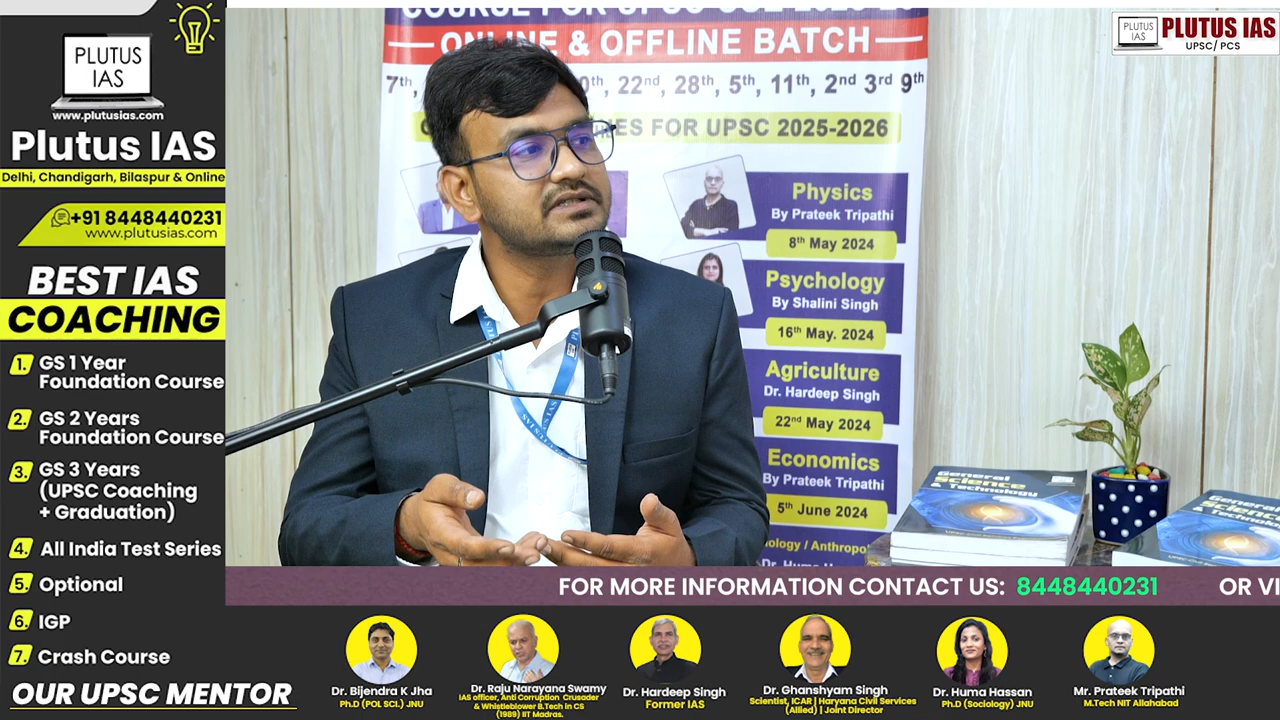 PLUTUS
IAS
www.plutusias.com
Plutus IAS
Delhi, Chandigarh, Bilaspur & Online
+91 8448440231
www.plutusias.com
BEST IAS
COACHING
1. GS 1 Year
Foundation Course
2. GS 2 Years
Foundation Course
3. GS 3 Years
(UPSC Coaching
+ Graduation)
4. All India Test Series
5. Optional
6. IGP
7. Crash Course
OUR UPSC MENTOR
ONLINE & OFFLINE BATCH
7th, 22nd, 28th, 5th, 11th, 2nd 3rd 9th
FOR UPSC 2025-2026
Physics
By Prateek Tripathi
8th May 2024
Psychology
By Shalini Singh
16th May. 2024
Agriculture
Dr. Hardeep Singh
22nd May 2024
Economics
By Prateek Tripathi
5th June 2024
PLUTUS
IAS
PLUTUS IAS
UPSC/ PCS
General
Science
& Technology
General
FOR MORE INFORMATION CONTACT US: 8448440231 OR VI
Dr. Bijendra K Jha
Ph.D (POL SCI.) JNU
Dr. Raju Narayana Swamy
IAS officer, Anti Corruption Crusader
& Whistleblower B.Tech in CS
(1989) IIT Madras.
Dr. Hardeep Singh
Former IAS
Dr. Ghanshyam Singh
Scientist, ICAR | Haryana Civil Services
(Allied) | Joint Director
Dr. Huma Hassan
Ph.D (Sociology) JNU
Mr. Prateek Tripathi
M.Tech NIT Allahabad